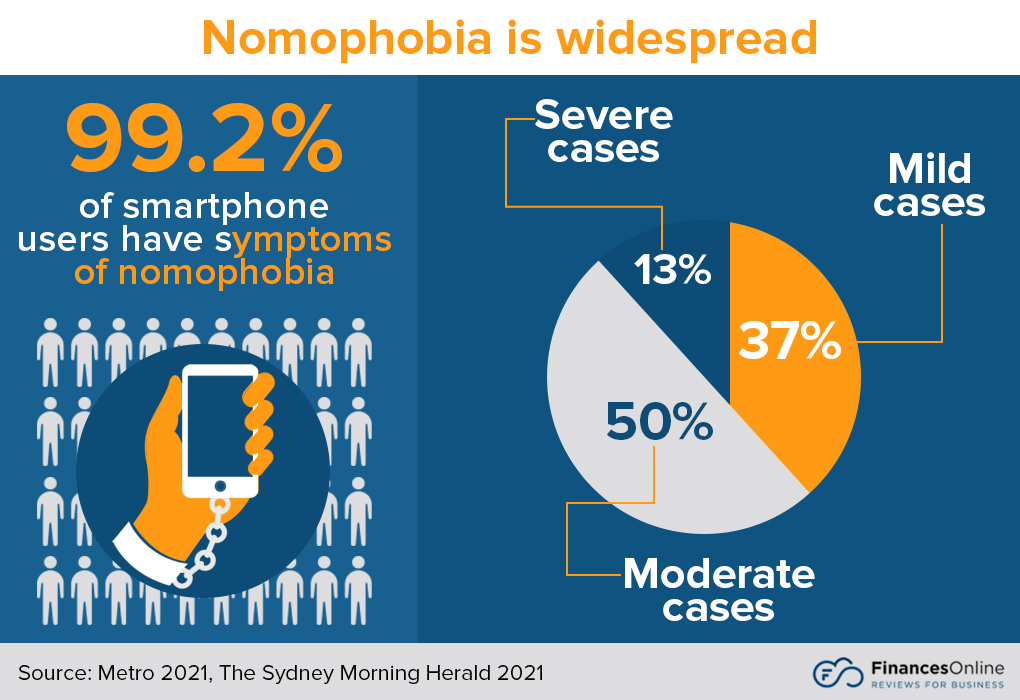 Nomophobia is widespread
99.2%
of smartphone
users have symptoms
of nomophobia
Severe
cases
Mild
cases
13%
37%
50%
Moderate
cases
Source: Metro 2021, The Sydney Morning Herald 2021
FinancesOnline
REVIEWS FOR BUSINESS